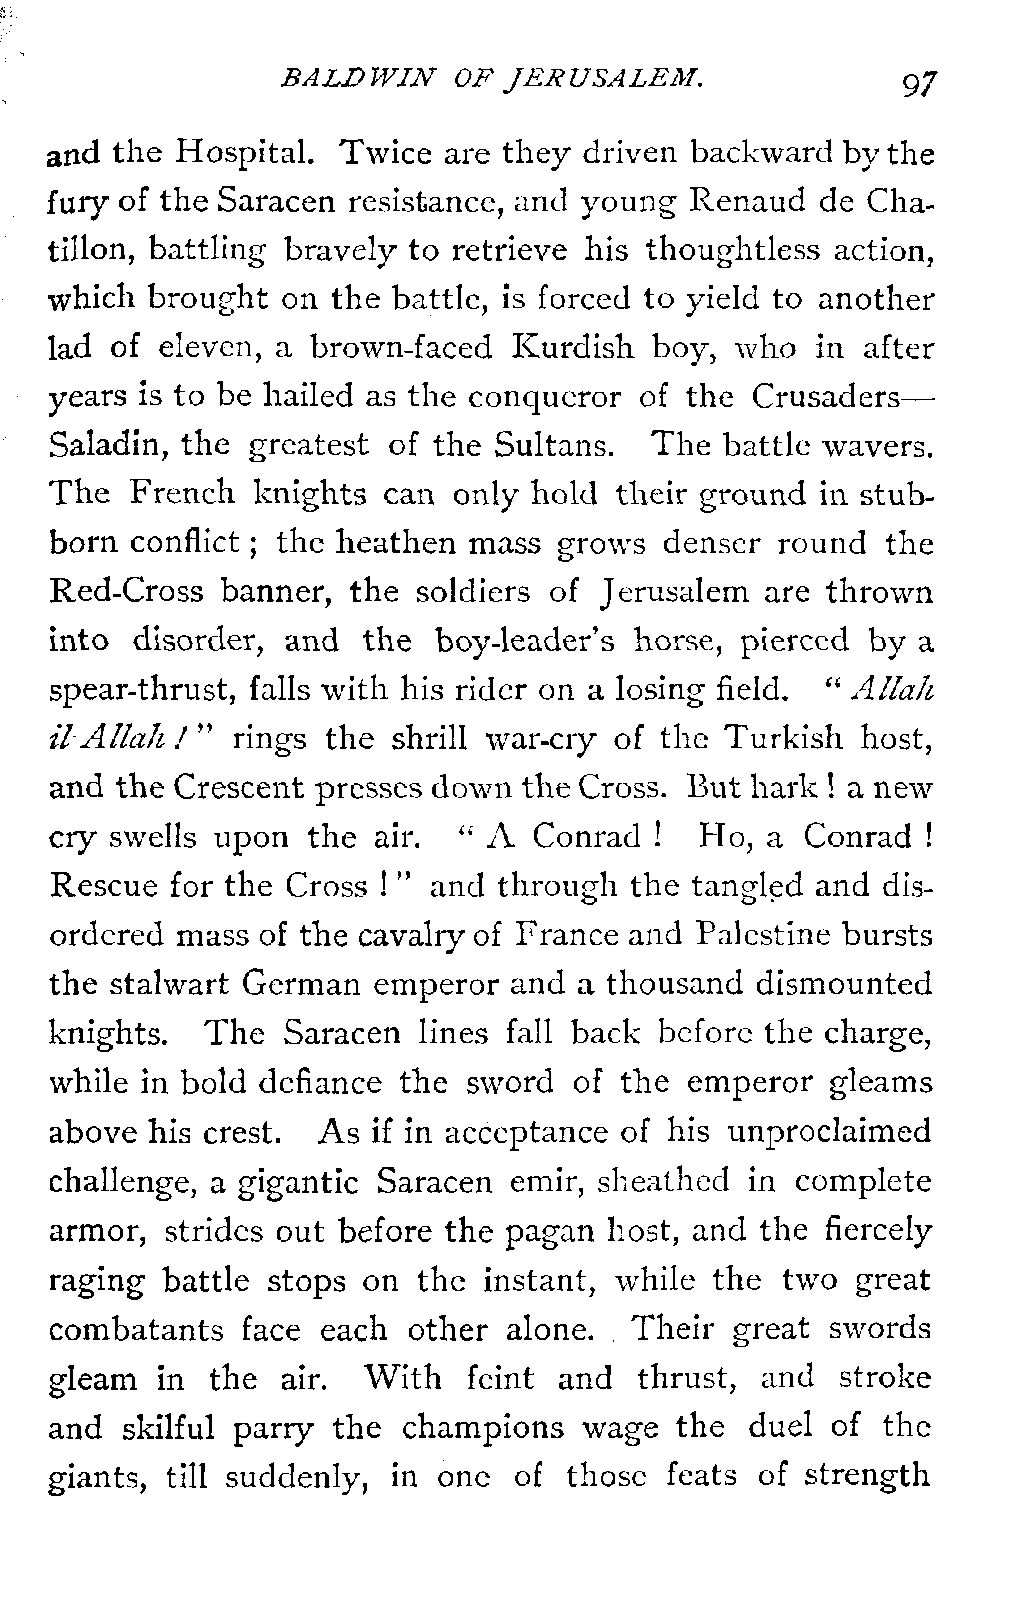 BALDWIN OF JERUSALEM. 97
and the Hospital. Twice are they driven backward by the
fury of the Saracen resistance, and young Renaud de Cha-
tillon, battling bravely to retrieve his thoughtless action,
which brought on the battle, is forced to yield to another
lad of eleven, a brown-faced Kurdish boy, who in after
years is to be hailed as the conqueror of the Crusaders—
Saladin, the greatest of the Sultans. The battle wavers.
The French knights can only hold their ground in stub-
born conflict ; the heathen mass grows denser round the
Red-Cross banner, the soldiers of Jerusalem are thrown
into disorder, and the boy-leader's horse, pierced by a
spear-thrust, falls with his rider on a losing field. " Allah
il-Allah ! " rings the shrill war-cry of the Turkish host,
and the Crescent presses down the Cross. But hark ! a new
cry swells upon the air. " A Conrad ! Ho, a Conrad !
Rescue for the Cross ! " and through the tangled and dis-
ordered mass of the cavalry of France and Palestine bursts
the stalwart German emperor and a thousand dismounted
knights. The Saracen lines fall back before the charge,
while in bold defiance the sword of the emperor gleams
above his crest. As if in acceptance of his unproclaimed
challenge, a gigantic Saracen emir, sheathed in complete
armor, strides out before the pagan host, and the fiercely
raging battle stops on the instant, while the two great
combatants face each other alone. Their great swords
gleam in the air. With feint and thrust, and stroke
and skilful parry the champions wage the duel of the
giants, till suddenly, in one of those feats of strength